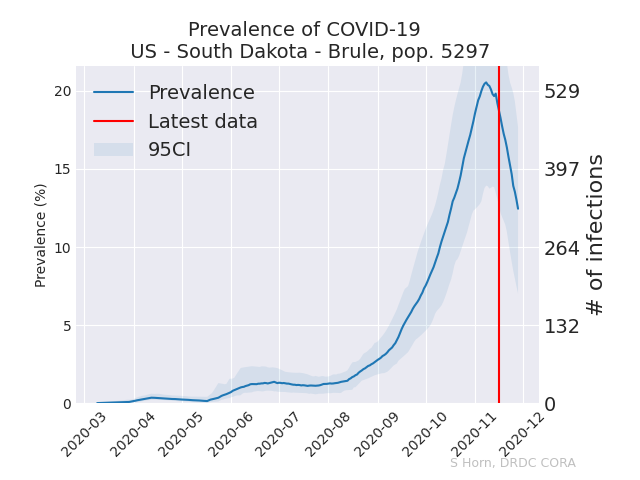 Prevalence of COVID-19
US - South Dakota - Brule, pop. 5297
Prevalence
Latest data
95CI
20
15
10
5
0
Prevalence (%)
529
397
264
132
0
# of infections
2020-03
2020-04
2020-05
2020-06
2020-07
2020-08
2020-09
2020-10
2020-11
2020-12
S Horn, DRDC CORA